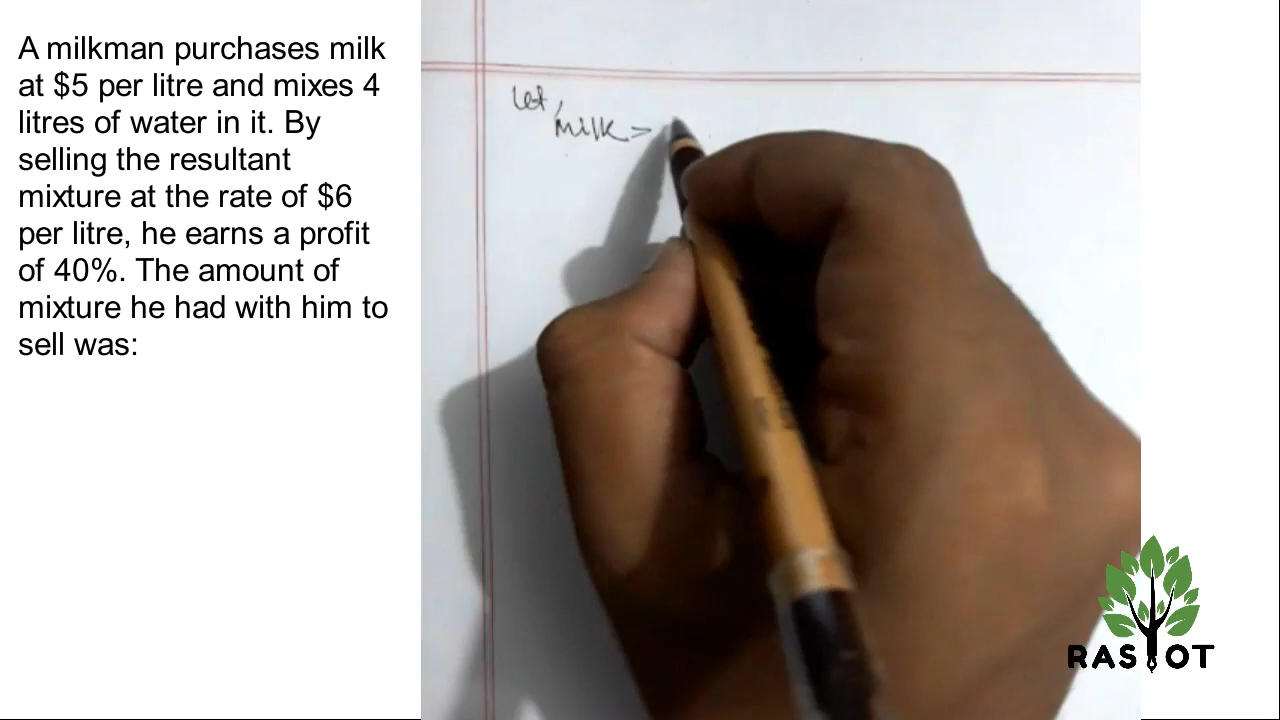 A milkman purchases milk
at $5 per litre and mixes 4
litres of water in it. By
selling the resultant
mixture at the rate of $6
per litre, he earns a profit
of 40%. The amount of
mixture he had with him to
sell was:
let,
milk =
RASIOT